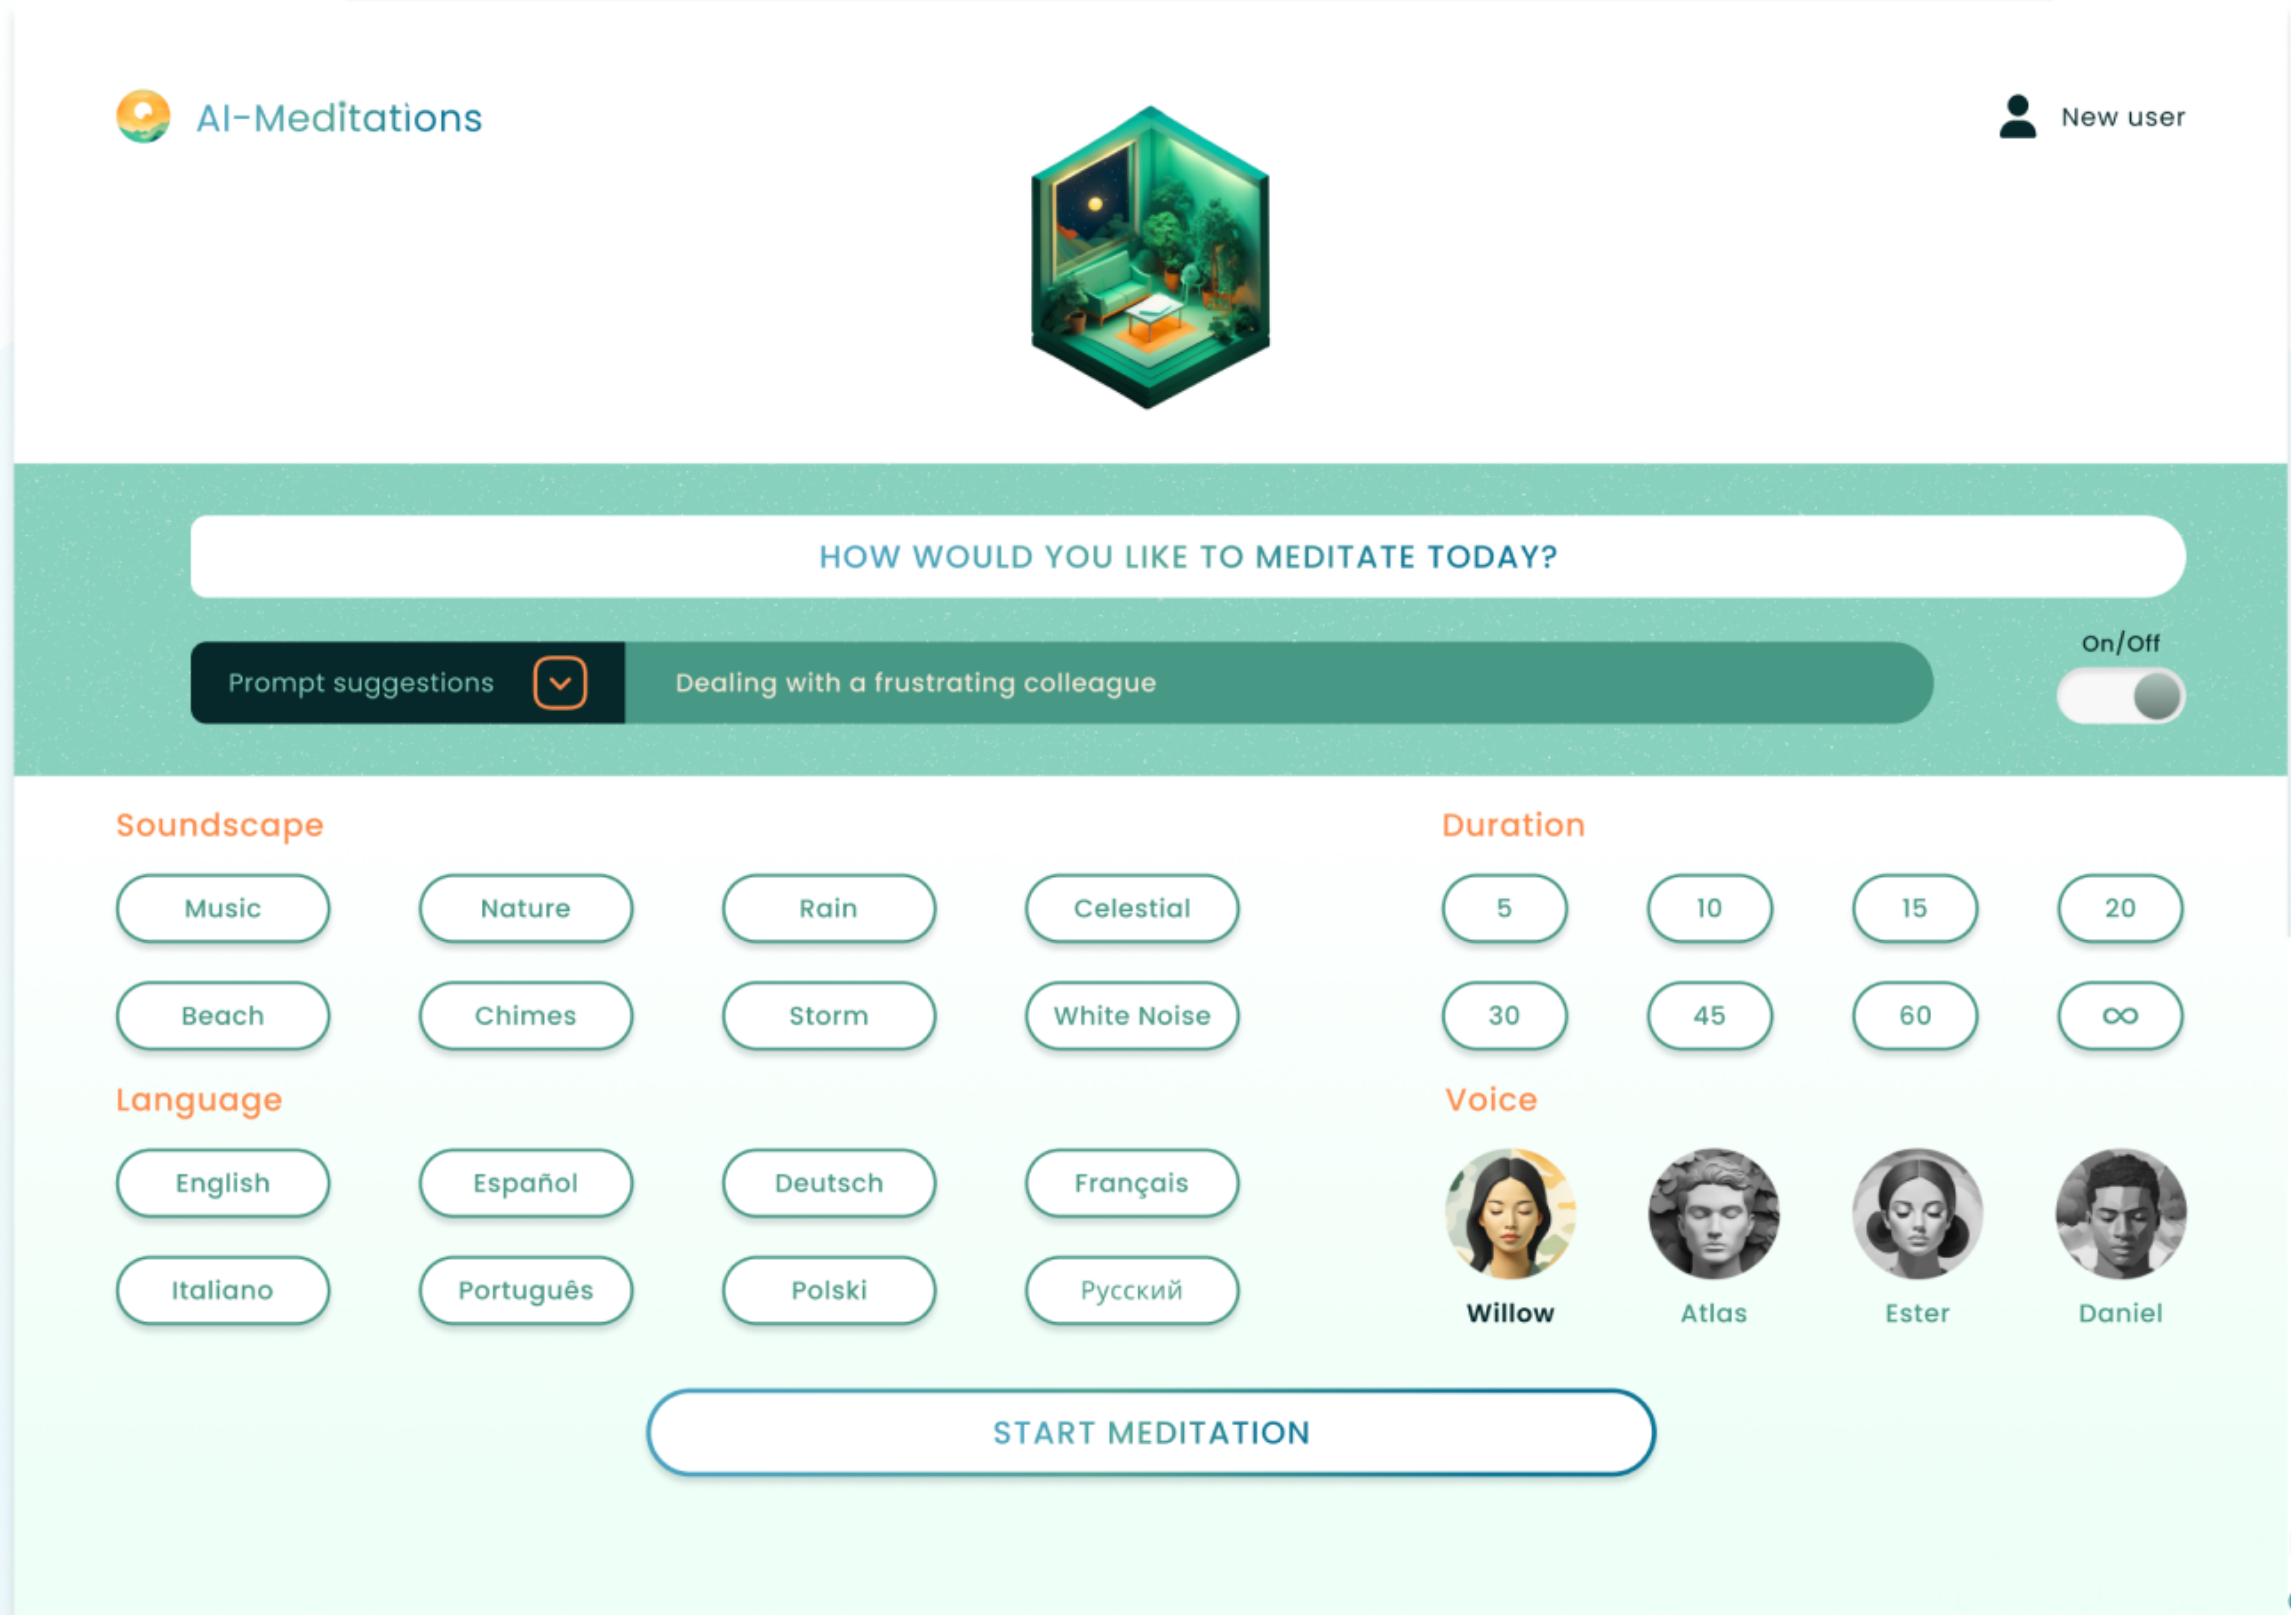 AI-Meditations
New user
HOW WOULD YOU LIKE TO MEDITATE TODAY?
On/Off
Prompt suggestions
Dealing with a frustrating colleague
Soundscape
Music
Nature
Rain
Celestial
Beach
Chimes
Storm
White Noise
Duration
5
10
15
20
30
45
60
∞
Language
English
Español
Deutsch
Français
Italiano
Português
Polski
Русский
Voice
Willow
Atlas
Ester
Daniel
START MEDITATION